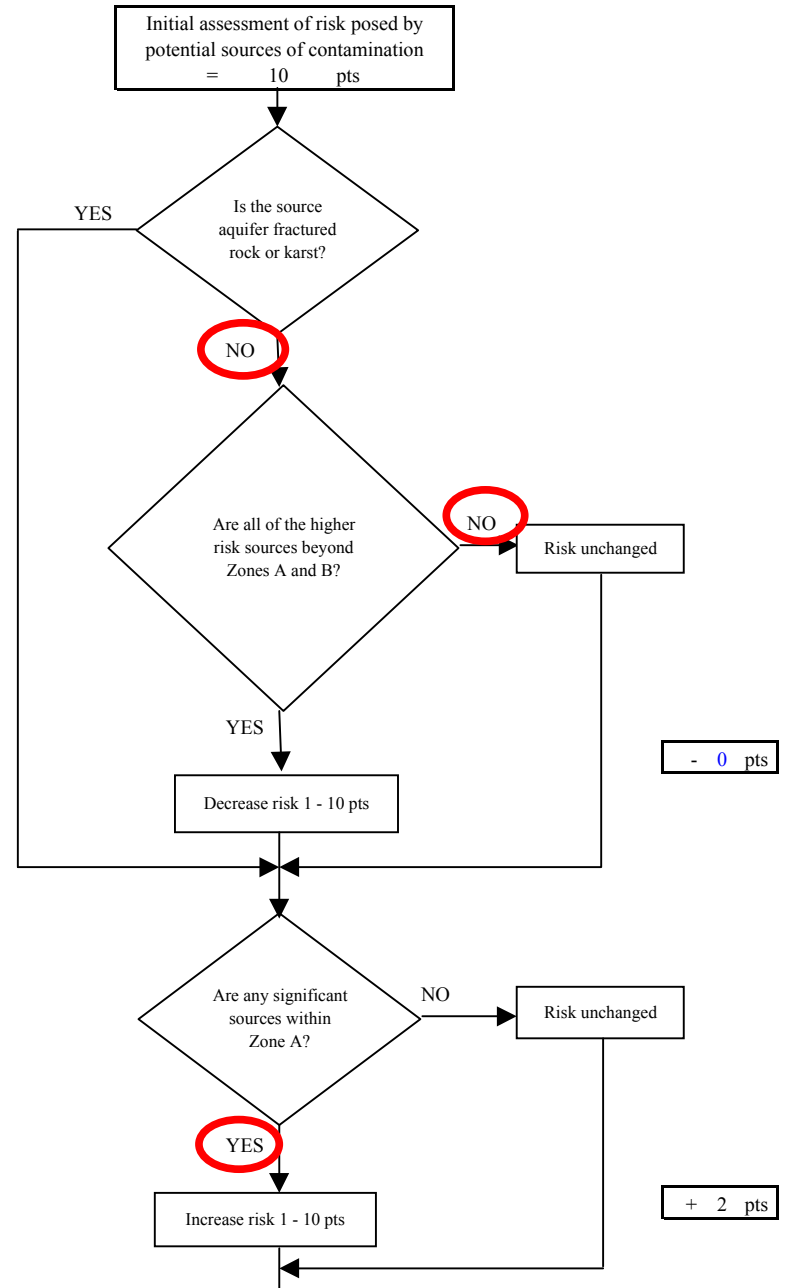 Initial assessment of risk posed by
potential sources of contamination
= 10 pts
Is the source
aquifer fractured
rock or karst?
YES
NO
Are all of the higher
risk sources beyond
Zones A and B?
NO
Risk unchanged
YES
- 0 pts
Decrease risk 1 - 10 pts
Are any significant
sources within
Zone A?
NO
Risk unchanged
YES
+ 2 pts
Increase risk 1 - 10 pts